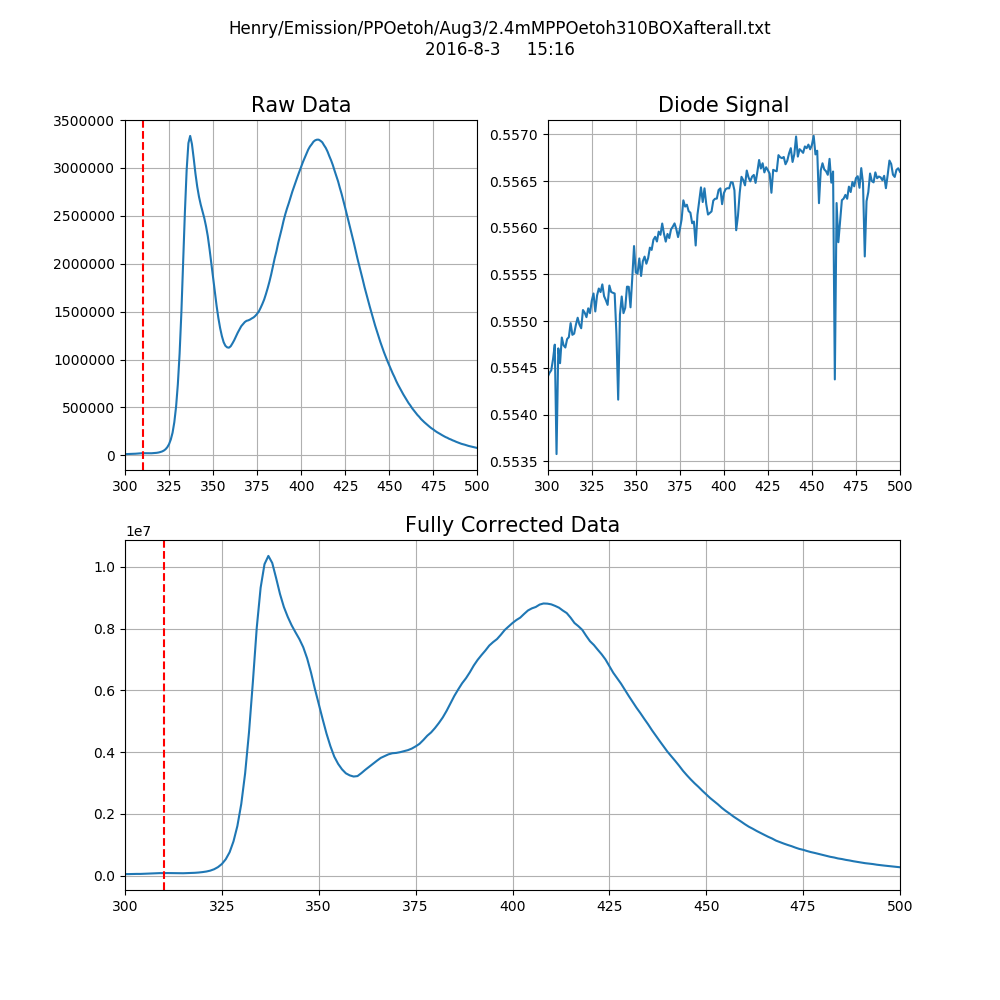 Henry/Emission/PPOetoh/Aug3/2.4mMPPOetoh310BOXafterall.txt
2016-8-3 15:16
Raw Data
3500000
3000000
2500000
2000000
1500000
1000000
500000
0
300 325 350 375 400 425 450 475 500
Diode Signal
0.5570
0.5565
0.5560
0.5555
0.5550
0.5545
0.5540
0.5535
300 325 350 375 400 425 450 475 500
Fully Corrected Data
1e7
1.0
0.8
0.6
0.4
0.2
0.0
300 325 350 375 400 425 450 475 500